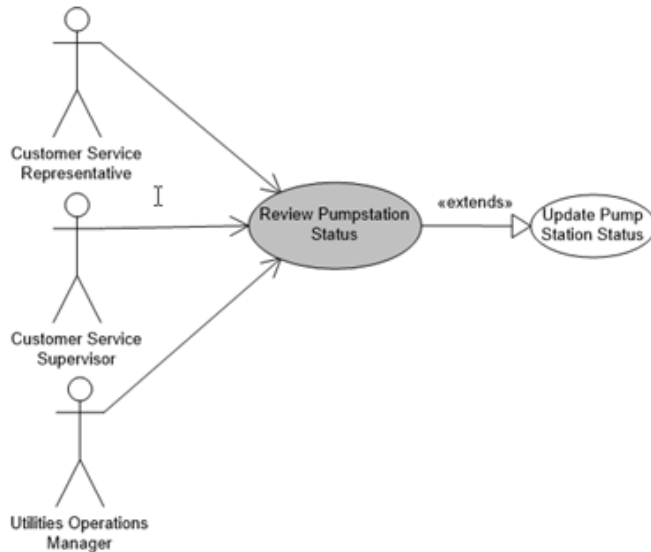 Customer Service
Representative
Review Pumpstation
Status
«extends»
Update Pump
Station Status
Customer Service
Supervisor
Utilities Operations
Manager